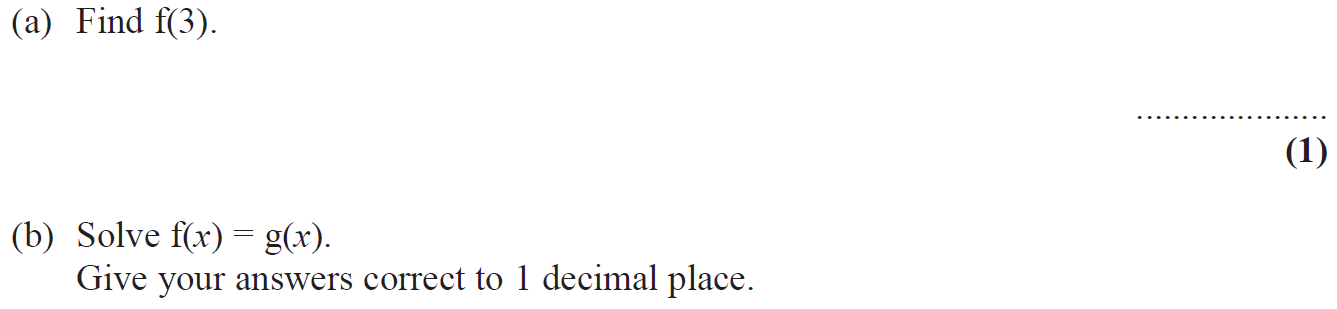 (a) Find f(3).
.....................
(1)
(b) Solve f(x) = g(x).
Give your answers correct to 1 decimal place.